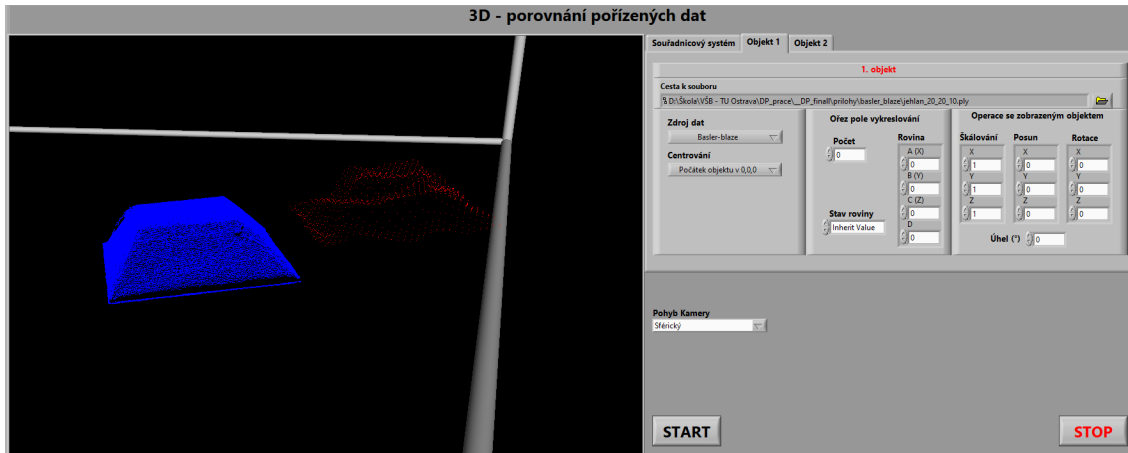 3D - porovnání pořízených dat
Souřadnicový systém Objekt 1 Objekt 2
1. objekt
Cesta k souboru
D:\Škola\VŠB - TU Ostrava\DP_prace\__DP_finall\prilohy\basler_blaze\jehlan_20_20_10.ply
Zdroj dat
Basler-blaze
Centrování
Počátek objektu v 0,0,0
Ořez pole vykreslování
Počet
0
Stav roviny
Inherit Value
Rovina
A (X)
0
B (Y)
0
C (Z)
0
D
0
Operace se zobrazeným objektem
Škálování Posun Rotace
X X X
1 0 0
Y Y Y
1 0 0
Z Z Z
1 0 0
Úhel (°) 0
Pohyb Kamery
Sférický
START STOP